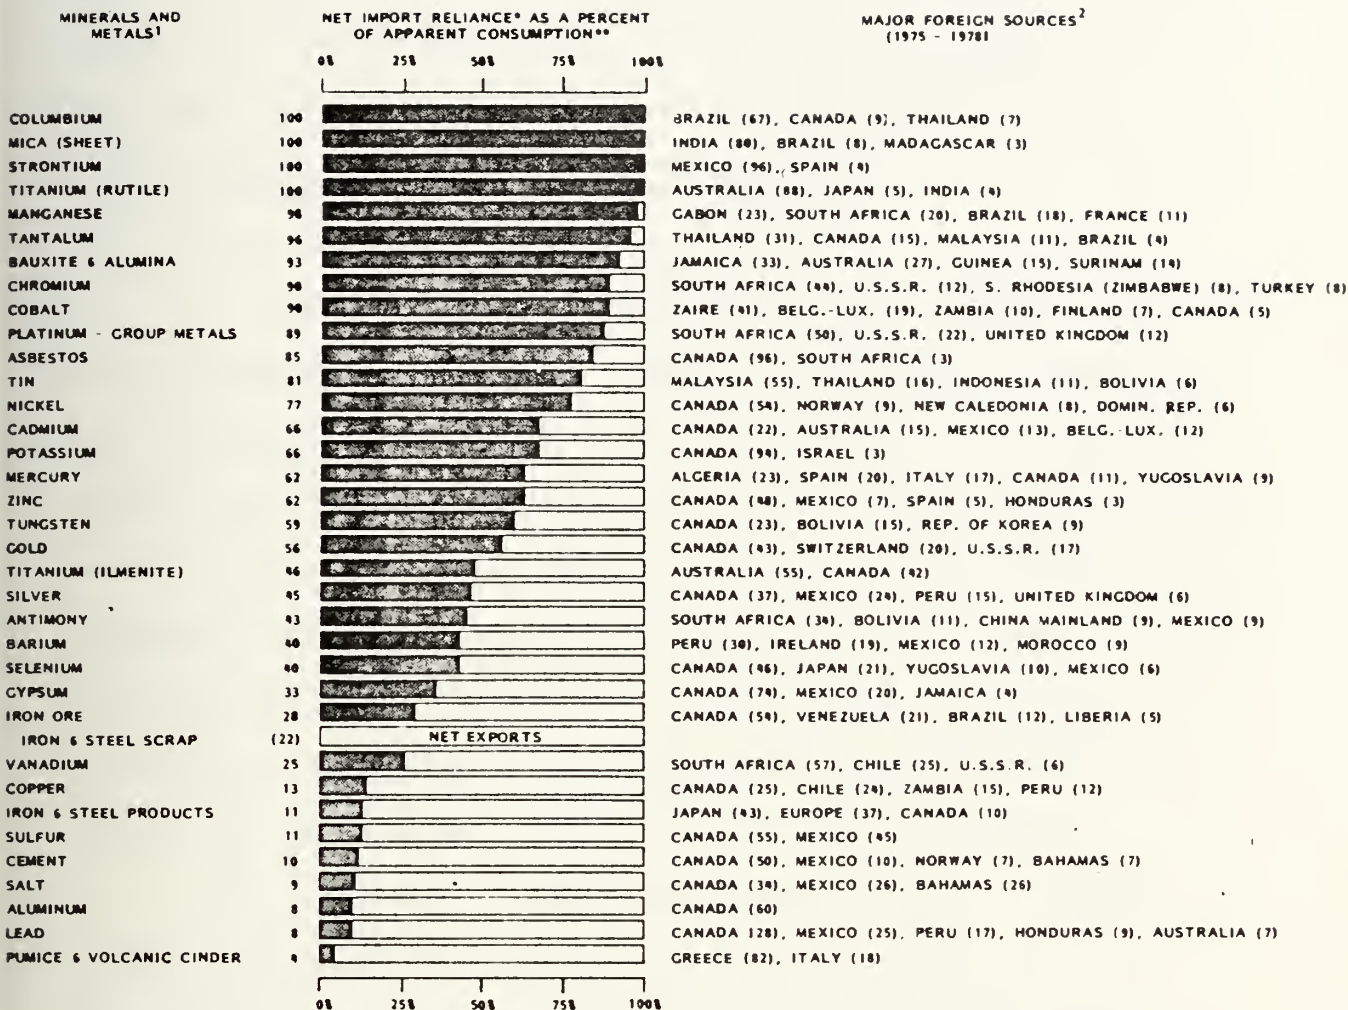 MINERALS AND METALS¹
NET IMPORT RELIANCE* AS A PERCENT OF APPARENT CONSUMPTION**
MAJOR FOREIGN SOURCES² (1975 - 1978)
0% 25% 50% 75% 100%
COLUMBIUM 100 BRAZIL (67), CANADA (9), THAILAND (7)
MICA (SHEET) 100 INDIA (80), BRAZIL (8), MADAGASCAR (3)
STRONTIUM 100 MEXICO (96), SPAIN (4)
TITANIUM (RUTILE) 100 AUSTRALIA (88), JAPAN (5), INDIA (4)
MANGANESE 98 GABON (23), SOUTH AFRICA (20), BRAZIL (18), FRANCE (11)
TANTALUM 96 THAILAND (31), CANADA (15), MALAYSIA (11), BRAZIL (4)
BAUXITE & ALUMINA 93 JAMAICA (33), AUSTRALIA (27), GUINEA (15), SURINAM (14)
CHROMIUM 90 SOUTH AFRICA (44), U.S.S.R. (12), S. RHODESIA (ZIMBABWE) (8), TURKEY (8)
COBALT 90 ZAIRE (41), BELG.-LUX. (19), ZAMBIA (10), FINLAND (7), CANADA (5)
PLATINUM - GROUP METALS 89 SOUTH AFRICA (50), U.S.S.R. (22), UNITED KINGDOM (12)
ASBESTOS 85 CANADA (96), SOUTH AFRICA (3)
TIN 81 MALAYSIA (55), THAILAND (16), INDONESIA (11), BOLIVIA (6)
NICKEL 77 CANADA (54), NORWAY (9), NEW CALEDONIA (8), DOMIN. REP. (6)
CADMIUM 66 CANADA (22), AUSTRALIA (15), MEXICO (13), BELG.-LUX. (12)
POTASSIUM 66 CANADA (94), ISRAEL (3)
MERCURY 62 ALGERIA (23), SPAIN (20), ITALY (17), CANADA (11), YUGOSLAVIA (9)
ZINC 62 CANADA (48), MEXICO (7), SPAIN (5), HONDURAS (3)
TUNGSTEN 59 CANADA (23), BOLIVIA (15), REP. OF KOREA (9)
GOLD 56 CANADA (43), SWITZERLAND (20), U.S.S.R. (17)
TITANIUM (ILMENITE) 46 AUSTRALIA (55), CANADA (42)
SILVER 45 CANADA (37), MEXICO (24), PERU (15), UNITED KINGDOM (6)
ANTIMONY 43 SOUTH AFRICA (34), BOLIVIA (11), CHINA MAINLAND (9), MEXICO (9)
BARIUM 40 PERU (30), IRELAND (19), MEXICO (12), MOROCCO (9)
SELENIUM 40 CANADA (46), JAPAN (21), YUGOSLAVIA (10), MEXICO (6)
GYPSUM 33 CANADA (74), MEXICO (20), JAMAICA (4)
IRON ORE 28 CANADA (54), VENEZUELA (21), BRAZIL (12), LIBERIA (5)
IRON & STEEL SCRAP (22) NET EXPORTS
VANADIUM 25 SOUTH AFRICA (57), CHILE (25), U.S.S.R. (6)
COPPER 13 CANADA (25), CHILE (24), ZAMBIA (15), PERU (12)
IRON & STEEL PRODUCTS 11 JAPAN (43), EUROPE (37), CANADA (10)
SULFUR 11 CANADA (55), MEXICO (45)
CEMENT 10 CANADA (50), MEXICO (10), NORWAY (7), BAHAMAS (7)
SALT 9 CANADA (34), MEXICO (26), BAHAMAS (26)
ALUMINUM 8 CANADA (60)
LEAD 8 CANADA (28), MEXICO (25), PERU (17), HONDURAS (9), AUSTRALIA (7)
PUMICE & VOLCANIC CINDER 4 GREECE (82), ITALY (18)
0% 25% 50% 75% 100%